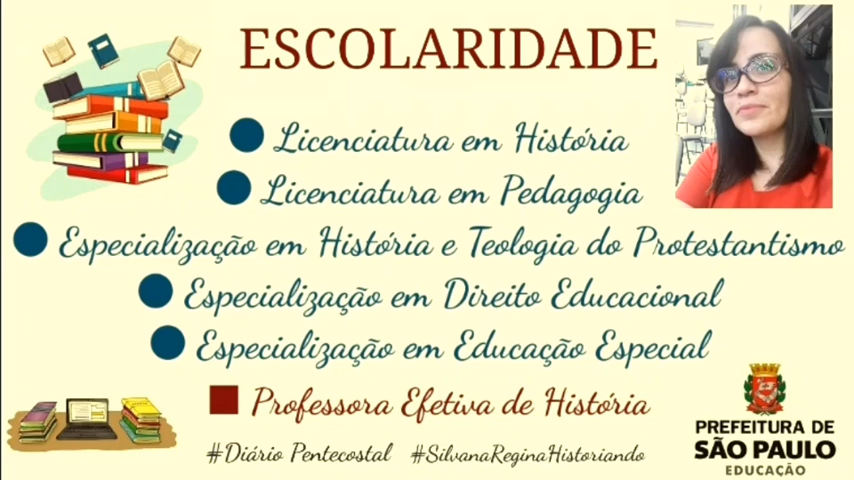 ESCOLARIDADE
Licenciatura em História
Licenciatura em Pedagogia
Especialização em História e Teologia do Protestantismo
Especialização em Direito Educacional
Especialização em Educação Especial
Professora Efetiva de História
#Diário Pentecostal #SilvanaReginaHistoriando
PREFEITURA DE
SÃO PAULO
EDUCAÇÃO